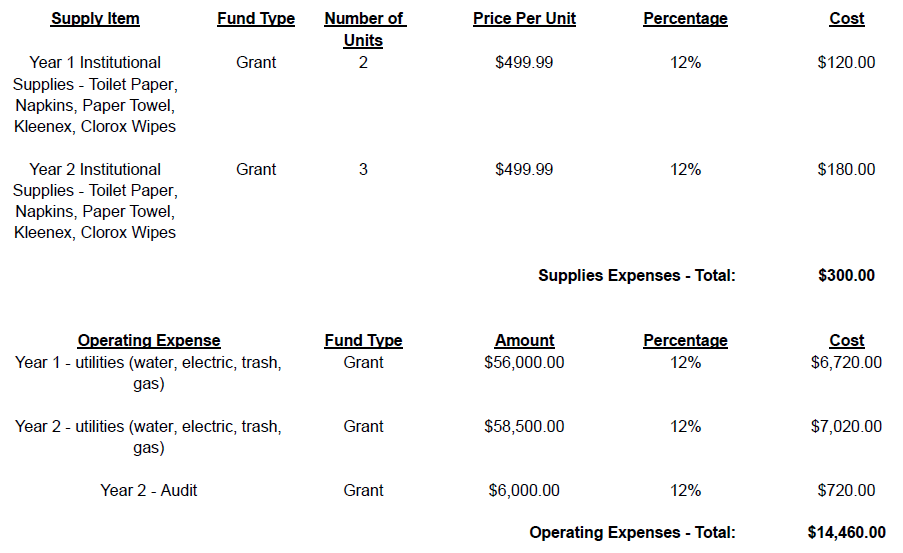 Supply Item Fund Type Number of Units Price Per Unit Percentage Cost
Year 1 Institutional Grant 2 $499.99 12% $120.00
Supplies - Toilet Paper,
Napkins, Paper Towel,
Kleenex, Clorox Wipes
Year 2 Institutional Grant 3 $499.99 12% $180.00
Supplies - Toilet Paper,
Napkins, Paper Towel,
Kleenex, Clorox Wipes
Supplies Expenses - Total: $300.00
Operating Expense Fund Type Amount Percentage Cost
Year 1 - utilities (water, electric, trash, Grant $56,000.00 12% $6,720.00
gas)
Year 2 - utilities (water, electric, trash, Grant $58,500.00 12% $7,020.00
gas)
Year 2 - Audit Grant $6,000.00 12% $720.00
Operating Expenses - Total: $14,460.00